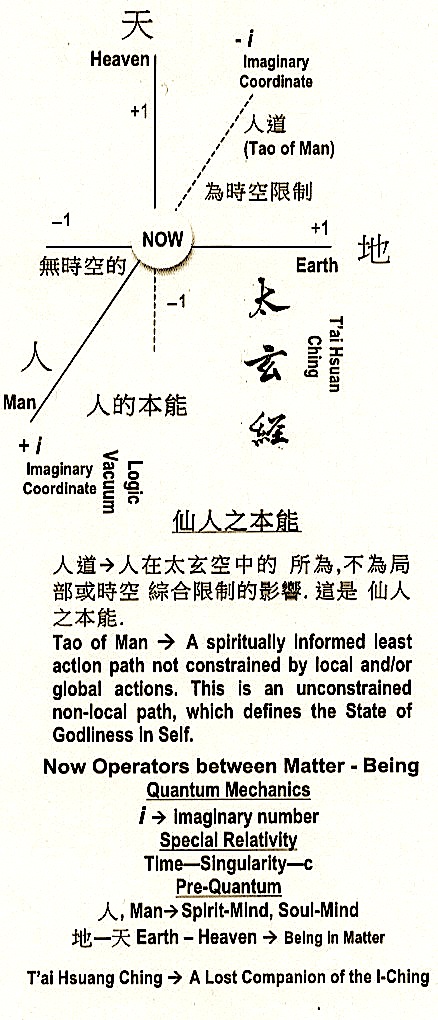 天
Heaven
+1
- i
Imaginary
Coordinate
人道
(Tao of Man)
為時空限制
−1
NOW
+1
地
無時空的
Earth
−1
太
玄
經
T'ai Hsuan
Ching
人
Man
人的本能
+ i
Imaginary
Coordinate
Logic
Vacuum
仙人之本能
人道→人在太玄空中的 所為,不為局
部或時空 綜合限制的影響. 這是 仙人
之本能.
Tao of Man → A spiritually informed least
action path not constrained by local and/or
global actions. This is an unconstrained
non-local path, which defines the State of
Godliness in Self.
Now Operators between Matter - Being
Quantum Mechanics
i → Imaginary number
Special Relativity
Time—Singularity—c
Pre-Quantum
人, Man→Spirit-Mind, Soul-Mind
地—天 Earth – Heaven → Being in Matter
T'ai Hsuang Ching → A Lost Companion of the I-Ching